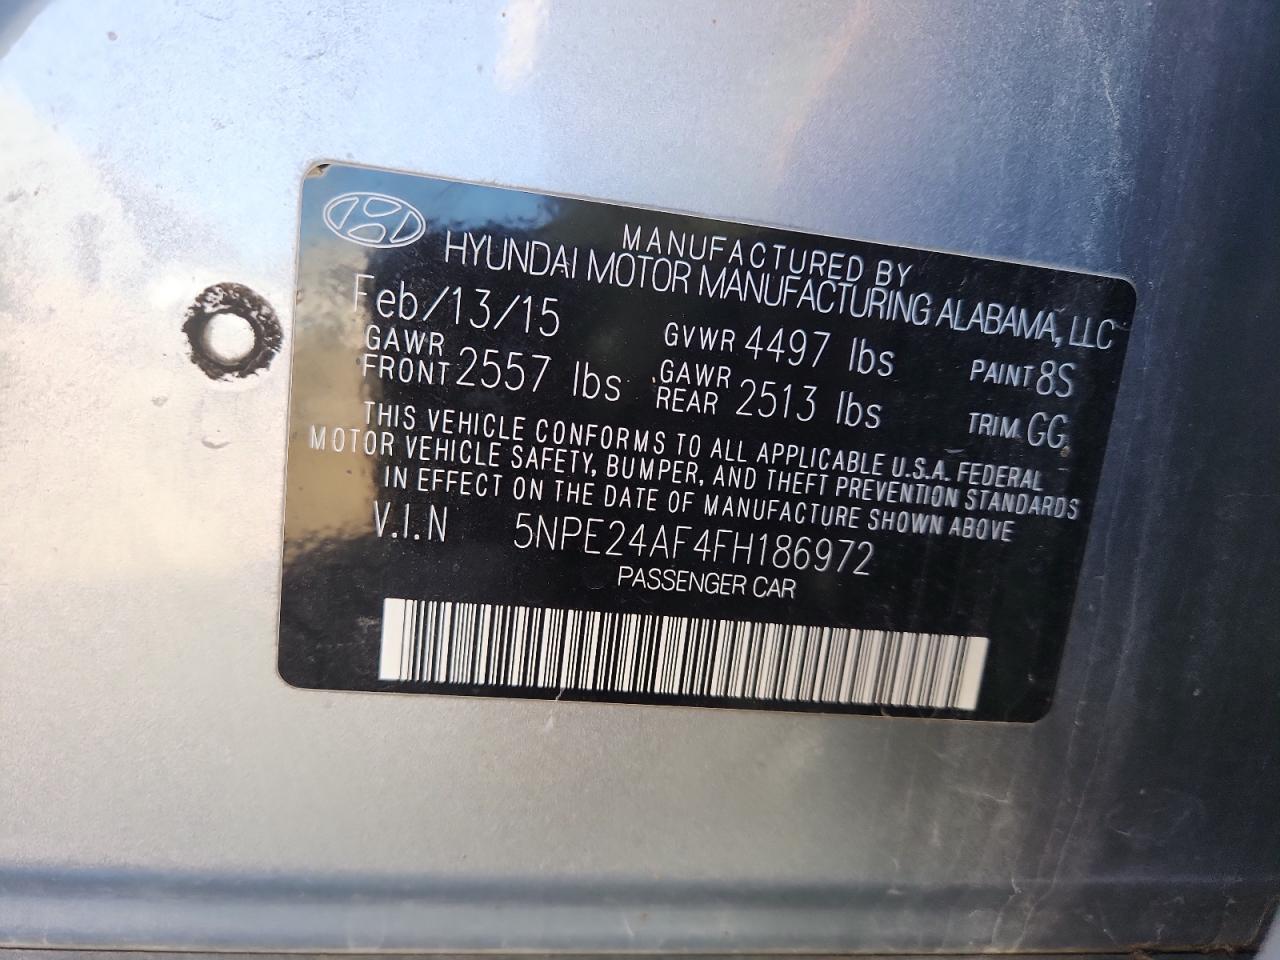 MANUFACTURED BY
HYUNDAI MOTOR MANUFACTURING ALABAMA, LLC
Feb/13/15 GVWR 4497 lbs PAINT 8S
GAWR FRONT 2557 lbs GAWR REAR 2513 lbs TRIM GG
THIS VEHICLE CONFORMS TO ALL APPLICABLE U.S.A. FEDERAL
MOTOR VEHICLE SAFETY, BUMPER, AND THEFT PREVENTION STANDARDS
IN EFFECT ON THE DATE OF MANUFACTURE SHOWN ABOVE
V.I.N 5NPE24AF4FH186972
PASSENGER CAR